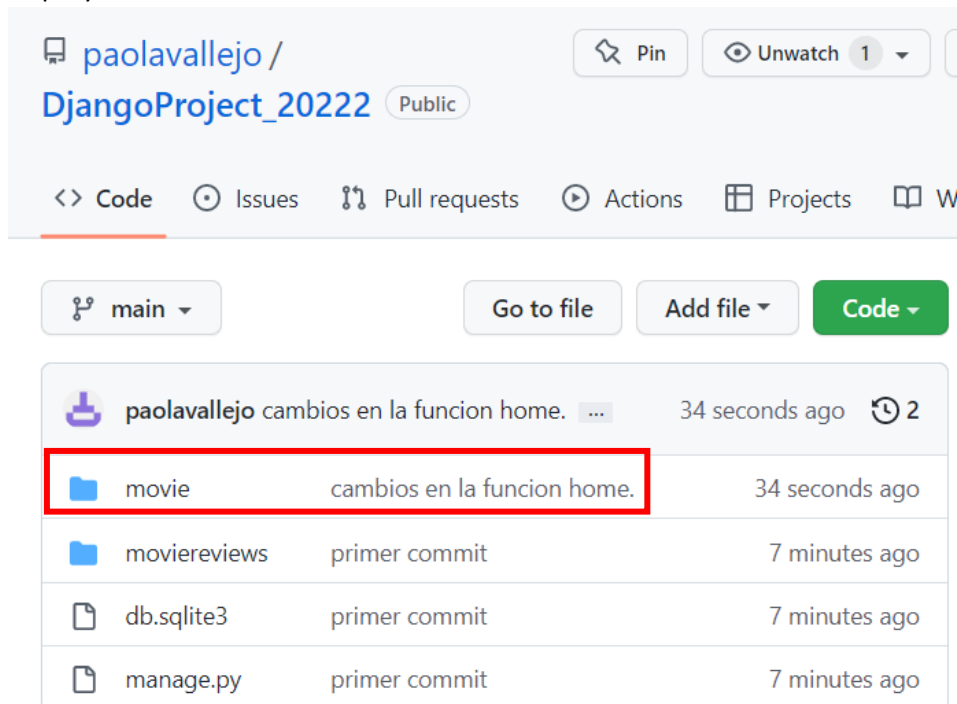 paolavallejo /
Pin
Unwatch 1
DjangoProject_20222 Public
<> Code
Issues
Pull requests
Actions
Projects
W
main
Go to file
Add file
Code
paolavallejo cambios en la funcion home. ... 34 seconds ago 2
movie cambios en la funcion home. 34 seconds ago
moviereviews primer commit 7 minutes ago
db.sqlite3 primer commit 7 minutes ago
manage.py primer commit 7 minutes ago